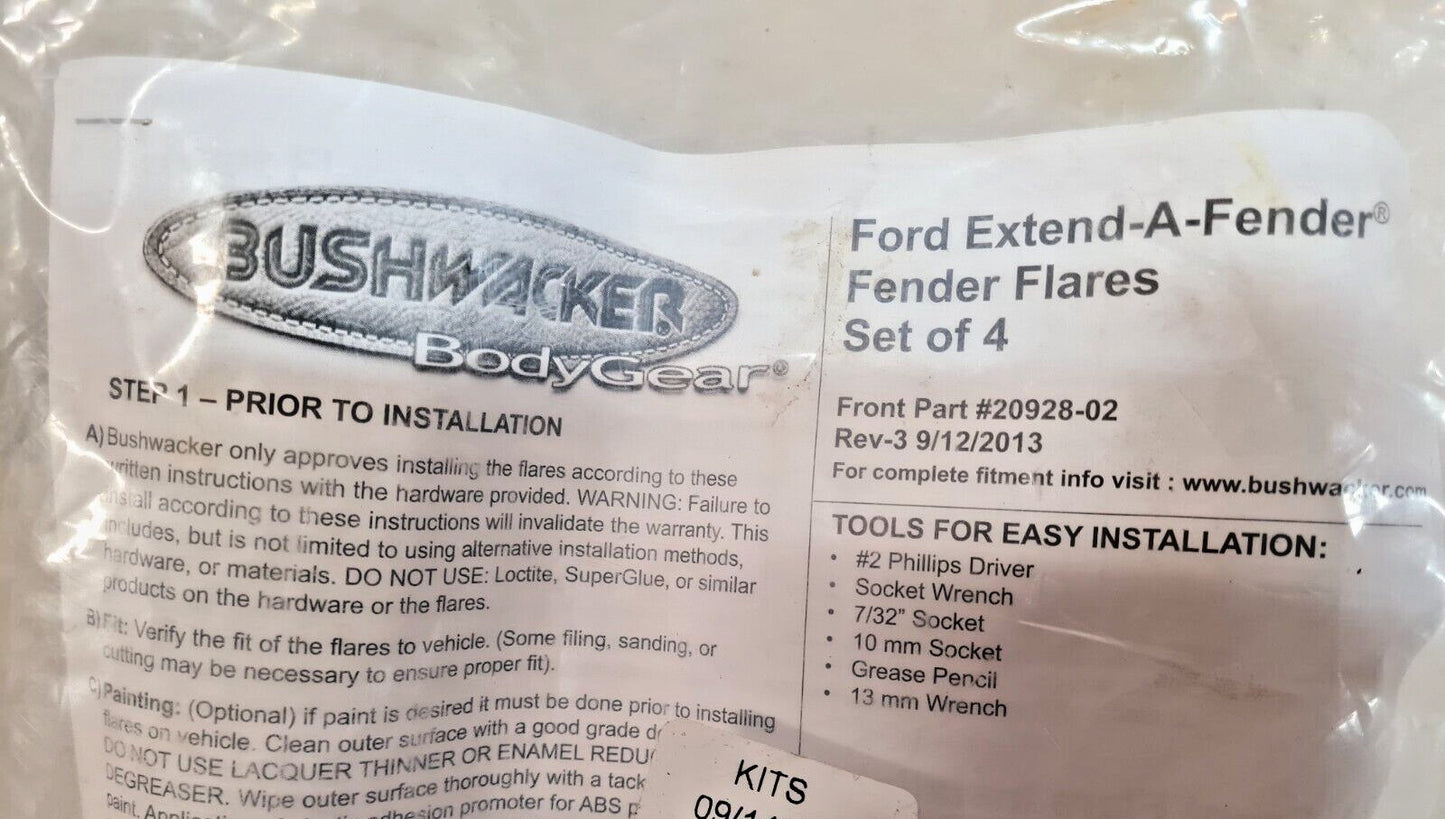 BUSHWACKER
BodyGear®
STEP 1 – PRIOR TO INSTALLATION
A) Bushwacker only approves installing the flares according to these
written instructions with the hardware provided. WARNING: Failure to
install according to these instructions will invalidate the warranty. This
includes, but is not limited to using alternative installation methods,
hardware, or materials. DO NOT USE: Loctite, SuperGlue, or similar
products on the hardware or the flares.
B) Fit: Verify the fit of the flares to vehicle. (Some filing, sanding, or
cutting may be necessary to ensure proper fit).
C) Painting: (Optional) if paint is desired it must be done prior to installing
flares on vehicle. Clean outer surface with a good grade
DO NOT USE LACQUER THINNER OR ENAMEL
DEGREASER. Wipe outer surface thoroughly with a tack
paint. adhesion promoter for ABS
Ford Extend-A-Fender®
Fender Flares
Set of 4
Front Part #20928-02
Rev-3 9/12/2013
For complete fitment info visit : www.bushwacker.com
TOOLS FOR EASY INSTALLATION:
• #2 Phillips Driver
• Socket Wrench
• 7/32” Socket
• 10 mm Socket
• Grease Pencil
• 13 mm Wrench
KITS